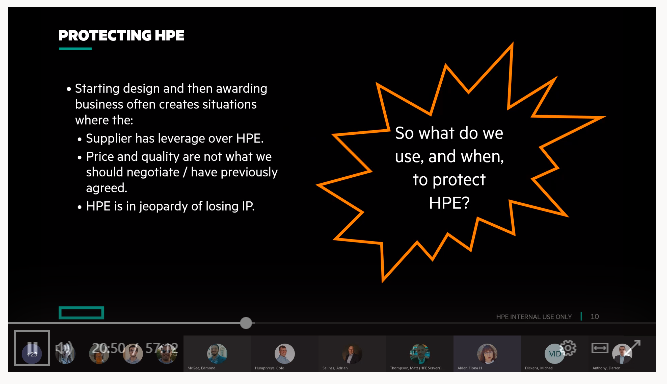 PROTECTING HPE
• Starting design and then awarding
business often creates situations
where the:
• Supplier has leverage over HPE.
• Price and quality are not what we
should negotiate / have previously
agreed.
• HPE is in jeopardy of losing IP.
So what do we
use, and when,
to protect
HPE?
HPE INTERNAL USE ONLY | 10
20:50 / 57:12